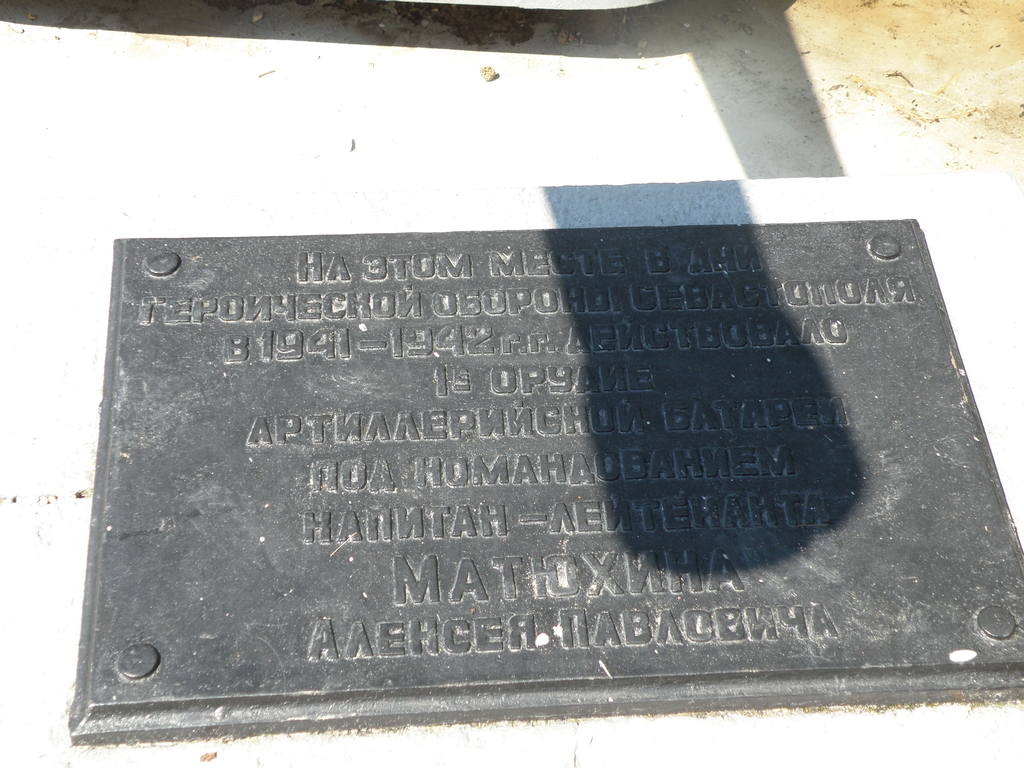 На этом месте в дни
героической обороны Севастополя
в 1941-1942 г.г. действовало
1е орудие
артиллерийской батареи
под командованием
капитан-лейтенанта
Матюхина
Алексея Павловича